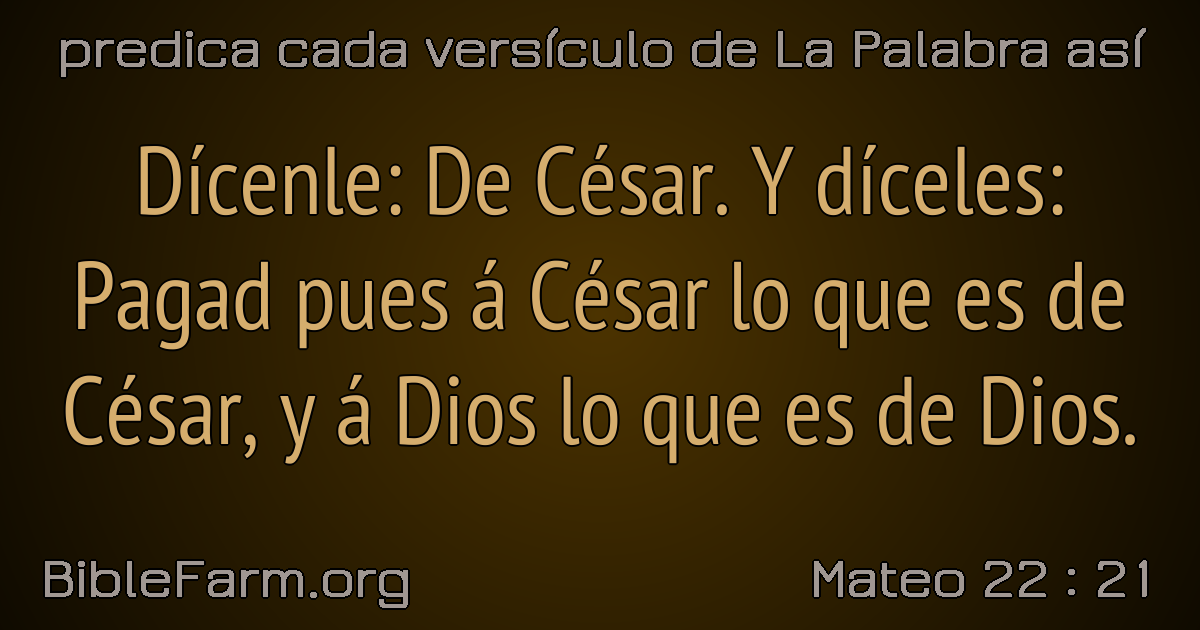 predica cada versículo de La Palabra así
Dícenle: De César. Y díceles:
Pagad pues á César lo que es de
César, y á Dios lo que es de Dios.
BibleFarm.org
Mateo 22 : 21